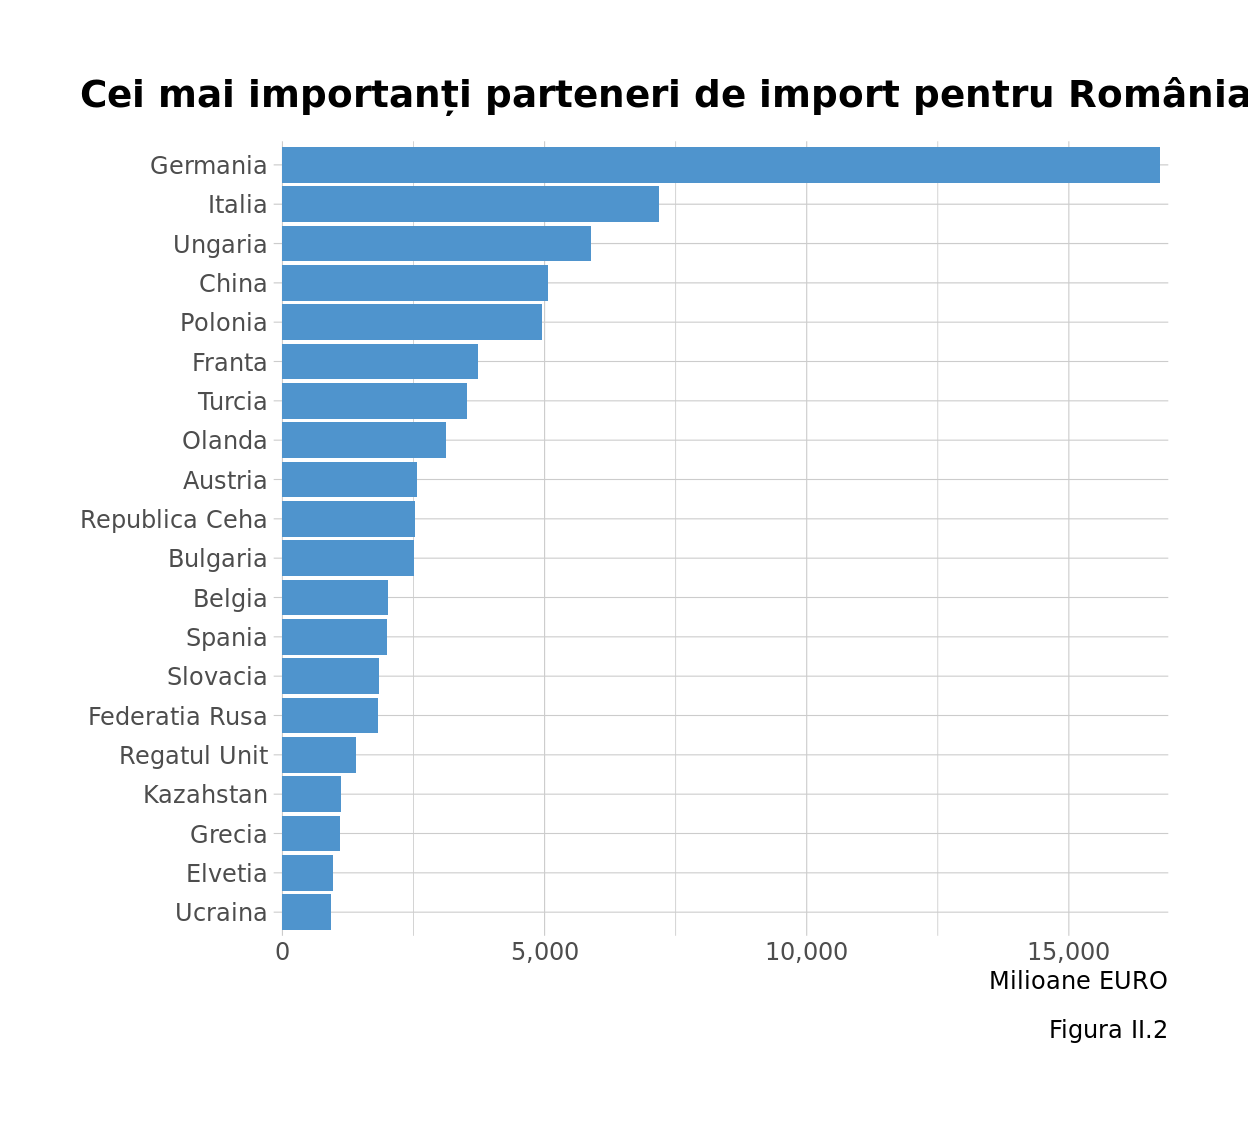 Cei mai importanți parteneri de import pentru România
Germania
Italia
Ungaria
China
Polonia
Franta
Turcia
Olanda
Austria
Republica Ceha
Bulgaria
Belgia
Spania
Slovacia
Federatia Rusa
Regatul Unit
Kazahstan
Grecia
Elvetia
Ucraina
0 5,000 10,000 15,000
Milioane EURO
Figura II.2